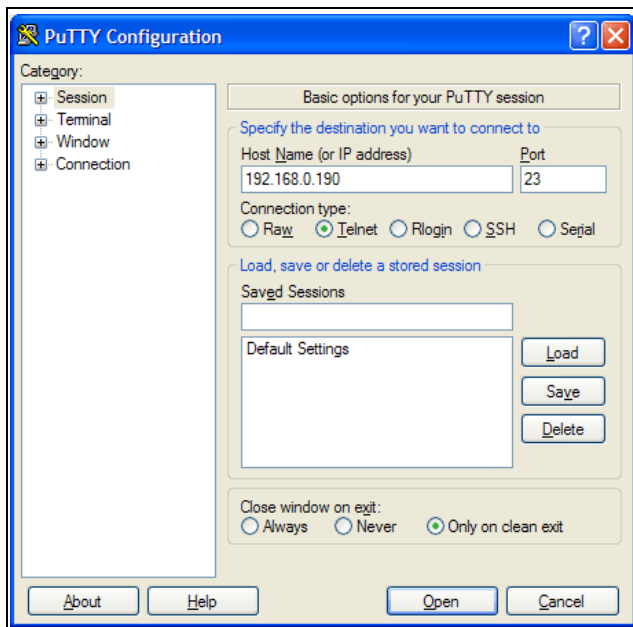 PuTTY Configuration
Category:
Session
Terminal
Window
Connection
Basic options for your PuTTY session
Specify the destination you want to connect to
Host Name (or IP address) Port
192.168.0.190 23
Connection type:
Raw Telnet Rlogin SSH Serial
Load, save or delete a stored session
Saved Sessions
Default Settings
Load
Save
Delete
Close window on exit:
Always Never Only on clean exit
About Help Open Cancel